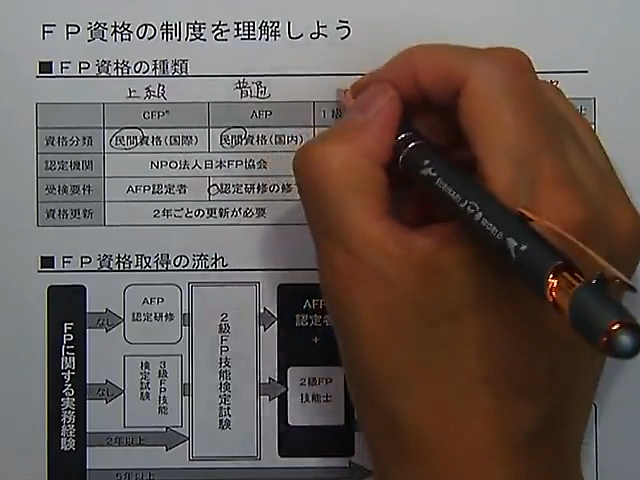 FP資格の制度を理解しよう
■FP資格の種類
上級 普通
CFP® AFP 1級
資格分類 民間資格(国際) 民間資格(国内)
認定機関 NPO法人日本FP協会
受検要件 AFP認定者 認定研修の修
資格更新 2年ごとの更新が必要
■FP資格取得の流れ
FPに関する実務経験
なし
AFP
認定研修
なし
3級FP技能
検定試験
2年以上
5年以上
2級FP技能検定試験
AFP
認定者
+
2級FP
技能士
WORLD